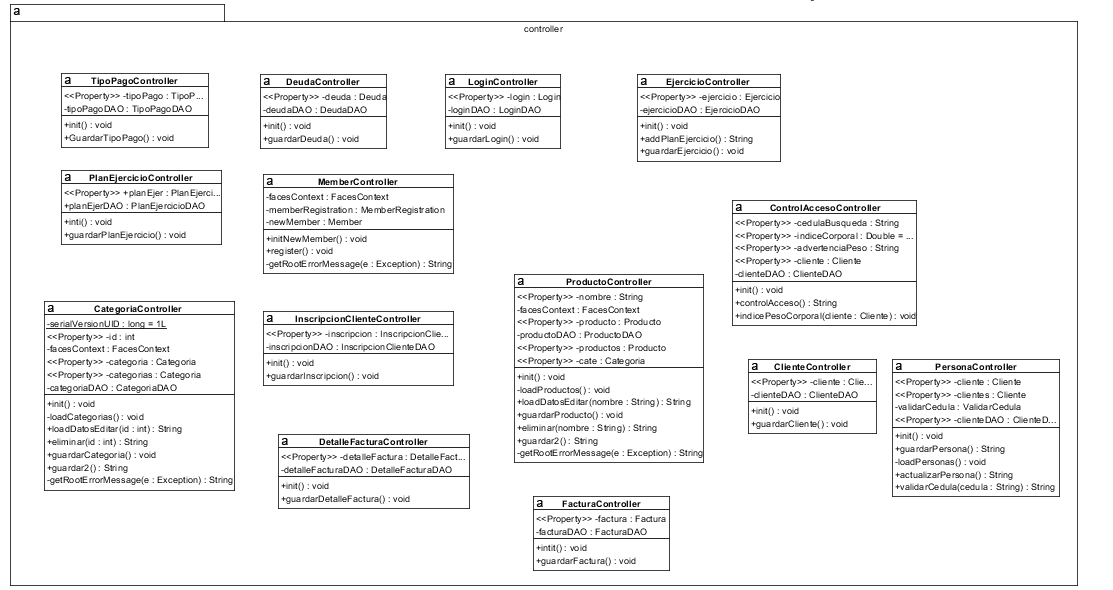 a
controller
a TipoPagoController
<<Property>> -tipoPago : TipoP...
-tipoPagoDAO : TipoPagoDAO
+init() : void
+GuardarTipoPago() : void
a DeudaController
<<Property>> -deuda : Deuda
-deudaDAO : DeudaDAO
+init() : void
+guardarDeuda() : void
a LoginController
<<Property>> -login : Login
-loginDAO : LoginDAO
+init() : void
+guardarLogin() : void
a EjercicioController
<<Property>> -ejercicio : Ejercicio
-ejercicioDAO : EjercicioDAO
+init() : void
+addPlanEjercicio() : String
+guardarEjercicio() : void
a PlanEjercicioController
<<Property>> +planEjer : PlanEjerci...
+planEjerDAO : PlanEjercicioDAO
+inti() : void
+guardarPlanEjercicio() : void
a MemberController
-facesContext : FacesContext
-memberRegistration : MemberRegistration
-newMember : Member
+initNewMember() : void
+register() : void
-getRootErrorMessage(e : Exception) : String
a ControlAccesoController
<<Property>> -cedulaBusqueda : String
<<Property>> -indiceCorporal : Double = ...
<<Property>> -advertenciaPeso : String
<<Property>> -cliente : Cliente
-clienteDAO : ClienteDAO
+init() : void
+controlAcceso() : String
+indicePesoCorporal(cliente : Cliente) : void
a CategoriaController
-serialVersionUID : long = 1L
<<Property>> -id : int
-facesContext : FacesContext
<<Property>> -categoria : Categoria
<<Property>> -categorias : Categoria
-categoriaDAO : CategoriaDAO
+init() : void
-loadCategorias() : void
+loadDatosEditar(id : int) : String
+eliminar(id : int) : String
+guardarCategoria() : void
+guardar2() : String
-getRootErrorMessage(e : Exception) : String
a InscripcionClienteController
<<Property>> -inscripcion : InscripcionClie...
-inscripcionDAO : InscripcionClienteDAO
+init() : void
+guardarInscripcion() : void
a ProductoController
<<Property>> -nombre : String
-facesContext : FacesContext
<<Property>> -producto : Producto
-productoDAO : ProductoDAO
<<Property>> -productos : Producto
<<Property>> -cate : Categoria
+init() : void
-loadProductos() : void
+loadDatosEditar(nombre : String) : String
+guardarProducto() : void
+eliminar(nombre : String) : String
+guardar2() : String
-getRootErrorMessage(e : Exception) : String
a ClienteController
<<Property>> -cliente : Clie...
-clienteDAO : ClienteDAO
+init() : void
+guardarCliente() : void
a PersonaController
<<Property>> -cliente : Cliente
<<Property>> -clientes : Cliente
-validarCedula : ValidarCedula
<<Property>> -clienteDAO : ClienteD...
+init() : void
+guardarPersona() : String
-loadPersonas() : void
+actualizarPersona() : String
+validarCedula(cedula : String) : String
a DetalleFacturaController
<<Property>> -detalleFactura : DetalleFact...
-detalleFacturaDAO : DetalleFacturaDAO
+init() : void
+guardarDetalleFactura() : void
a FacturaController
<<Property>> -factura : Factura
-facturaDAO : FacturaDAO
+intit() : void
+guardarFactura() : void